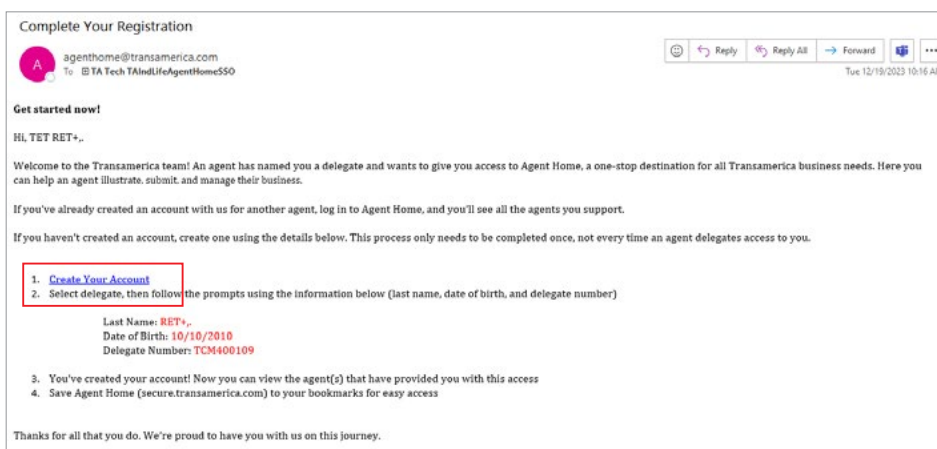 Complete Your Registration
A
agenthome@transamerica.com
To TA Tech TAIndLifeAgentHomeSSO
Reply
Reply All
Forward
Tue 12/19/2023 10:16 A
Get started now!
Hi, TET RET+,.
Welcome to the Transamerica team! An agent has named you a delegate and wants to give you access to Agent Home, a one-stop destination for all Transamerica business needs. Here you
can help an agent illustrate, submit, and manage their business.
If you've already created an account with us for another agent, log in to Agent Home, and you'll see all the agents you support.
If you haven't created an account, create one using the details below. This process only needs to be completed once, not every time an agent delegates access to you.
1. Create Your Account
2. Select delegate, then follow the prompts using the information below (last name, date of birth, and delegate number)
Last Name: RET+,.
Date of Birth: 10/10/2010
Delegate Number: TCM400109
3. You've created your account! Now you can view the agent(s) that have provided you with this access
4. Save Agent Home (secure.transamerica.com) to your bookmarks for easy access
Thanks for all that you do. We're proud to have you with us on this journey.